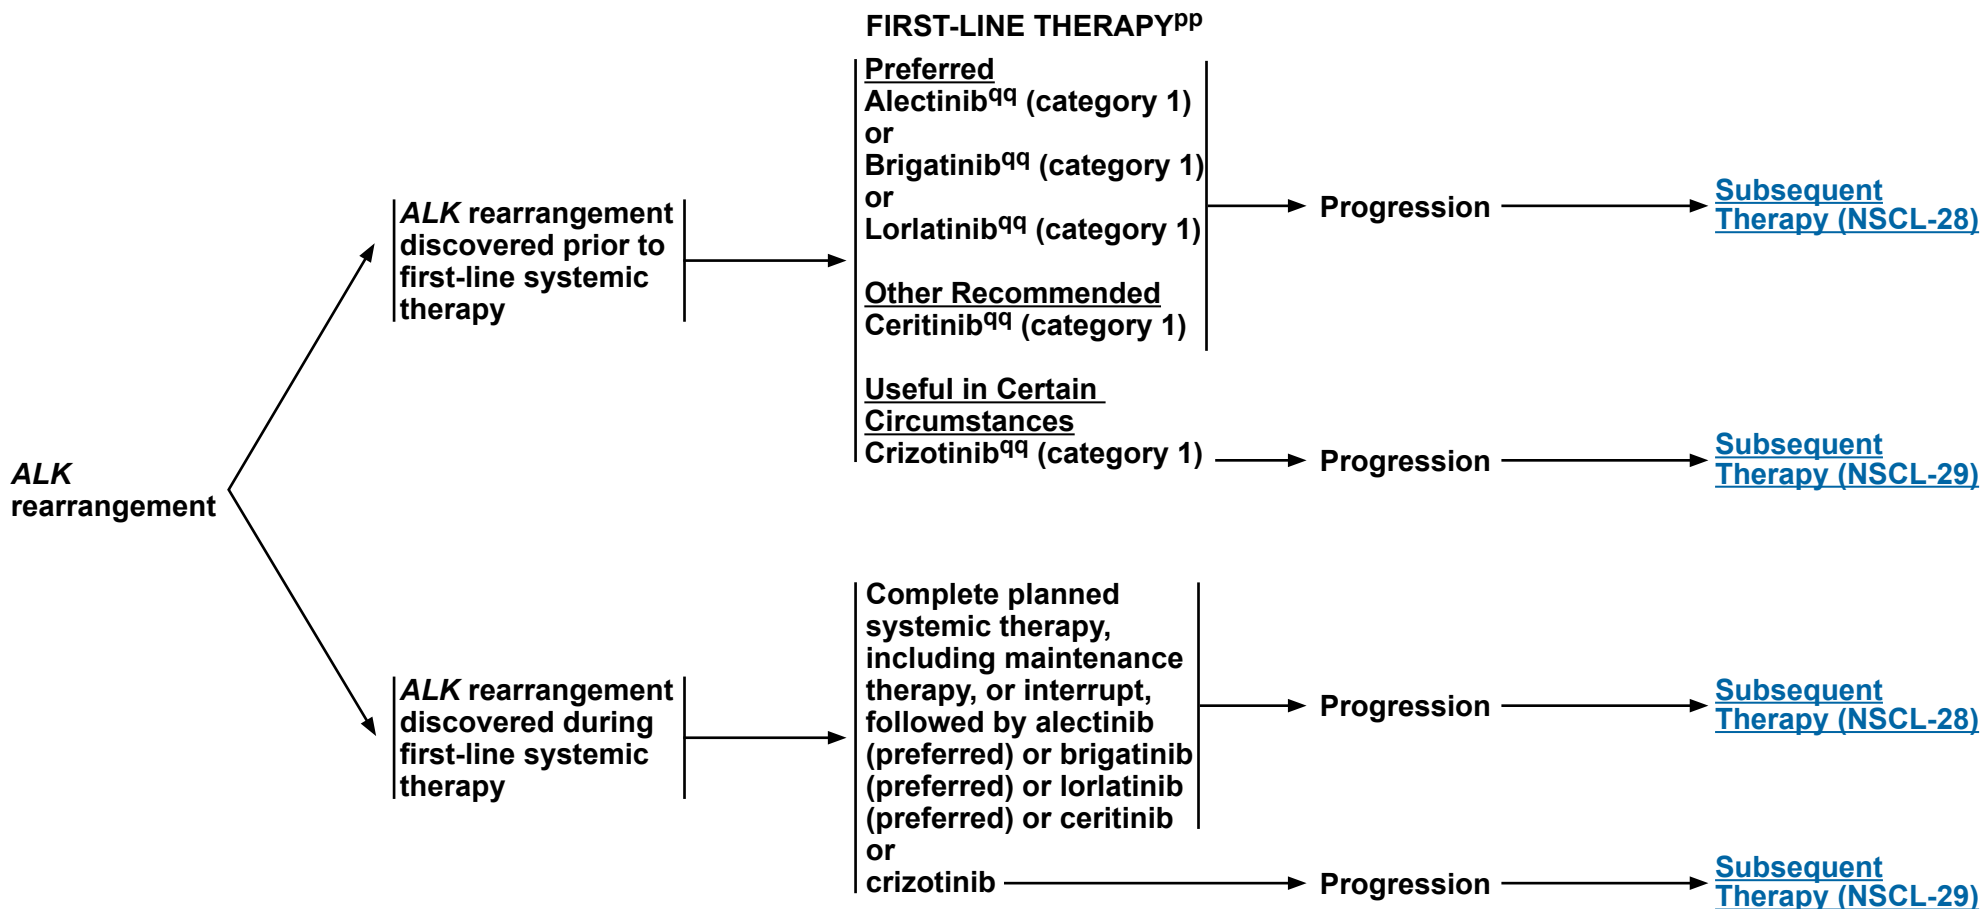 FIRST-LINE THERAPYpp
Preferred
Alectinibqq (category 1)
or
Brigatinibqq (category 1)
or
Lorlatinibqq (category 1)
Other Recommended
Ceritinibqq (category 1)
Useful in Certain
Circumstances
Crizotinibqq (category 1)
ALK rearrangement
discovered prior to
first-line systemic
therapy
Progression
Subsequent
Therapy (NSCL-28)
Progression
Subsequent
Therapy (NSCL-29)
ALK
rearrangement
ALK rearrangement
discovered during
first-line systemic
therapy
Complete planned
systemic therapy,
including maintenance
therapy, or interrupt,
followed by alectinib
(preferred) or brigatinib
(preferred) or lorlatinib
(preferred) or ceritinib
or
crizotinib
Progression
Subsequent
Therapy (NSCL-28)
Progression
Subsequent
Therapy (NSCL-29)